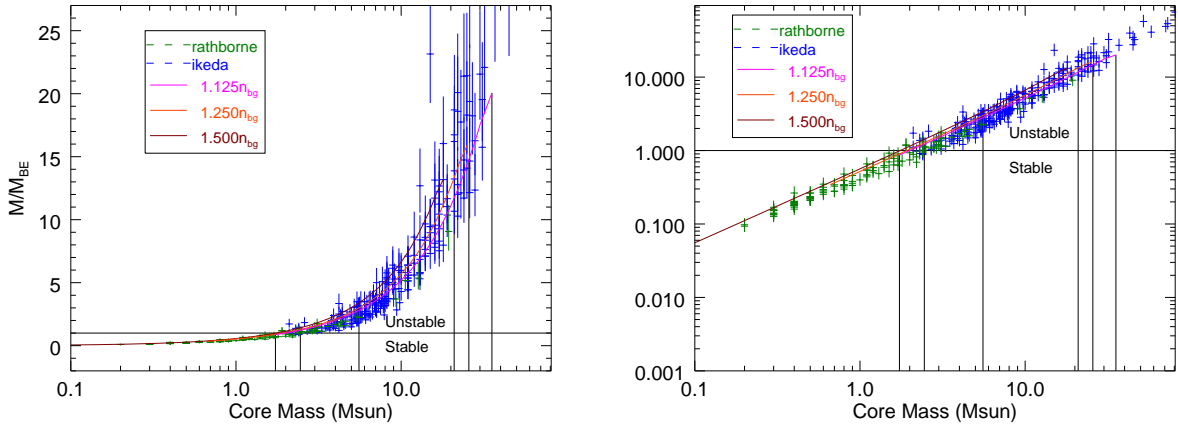 25
20
15
10
5
0
M/M_BE
rathborne
ikeda
1.125n_bg
1.250n_bg
1.500n_bg
Unstable
Stable
0.1 1.0 10.0
Core Mass (Msun)
10.000
1.000
0.100
0.010
0.001
rathborne
ikeda
1.125n_bg
1.250n_bg
1.500n_bg
Unstable
Stable
0.1 1.0 10.0
Core Mass (Msun)